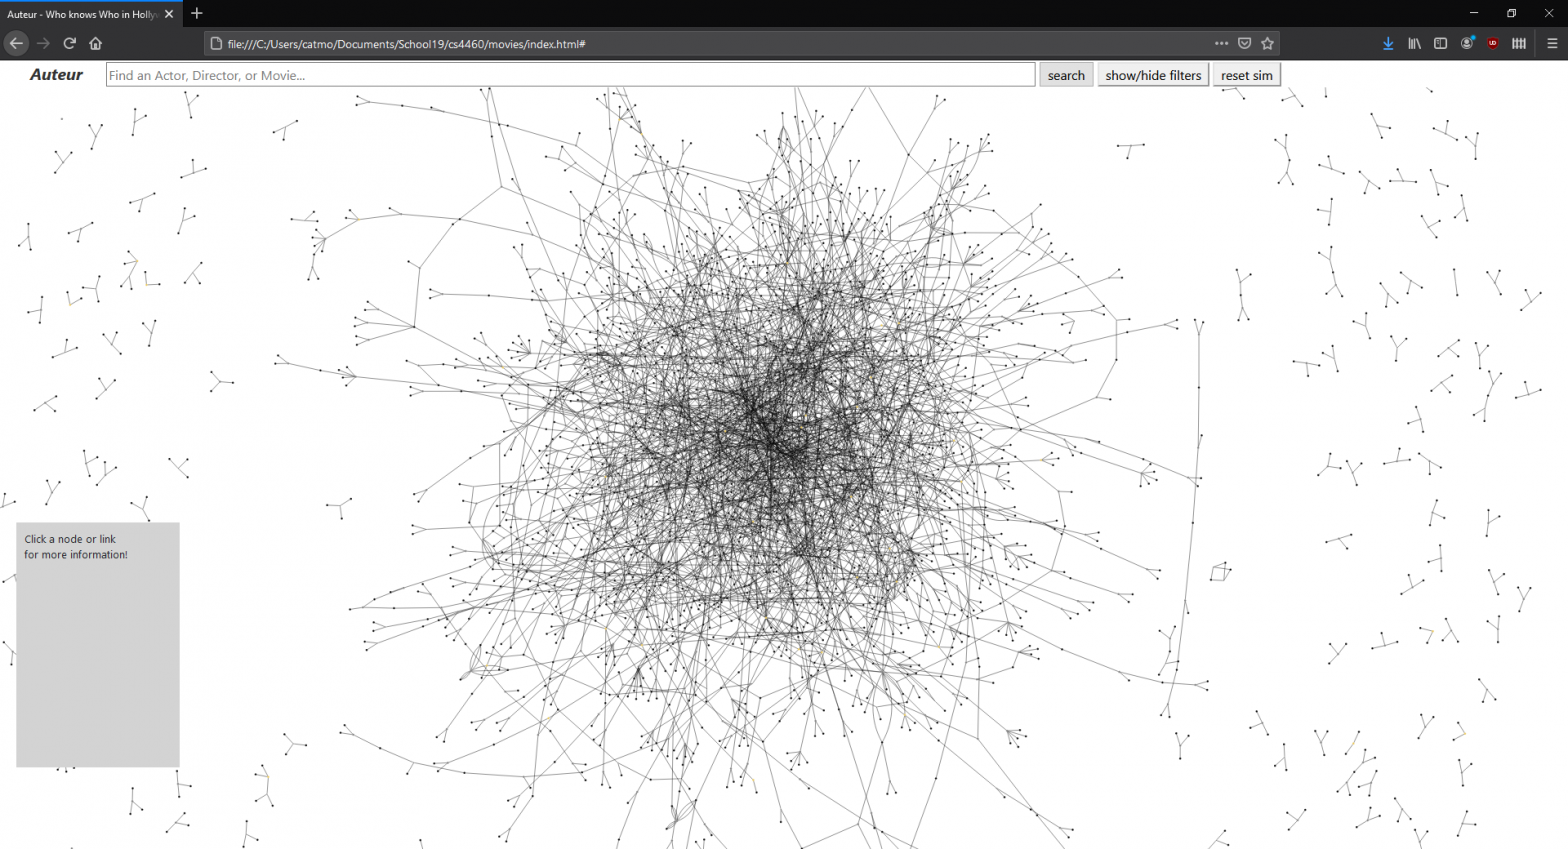 Auteur - Who knows Who in Holly
file:///C:/Users/catmo/Documents/School19/cs4460/movies/index.html#
Auteur
Find an Actor, Director, or Movie...
search
show/hide filters
reset sim
Click a node or link
for more information!